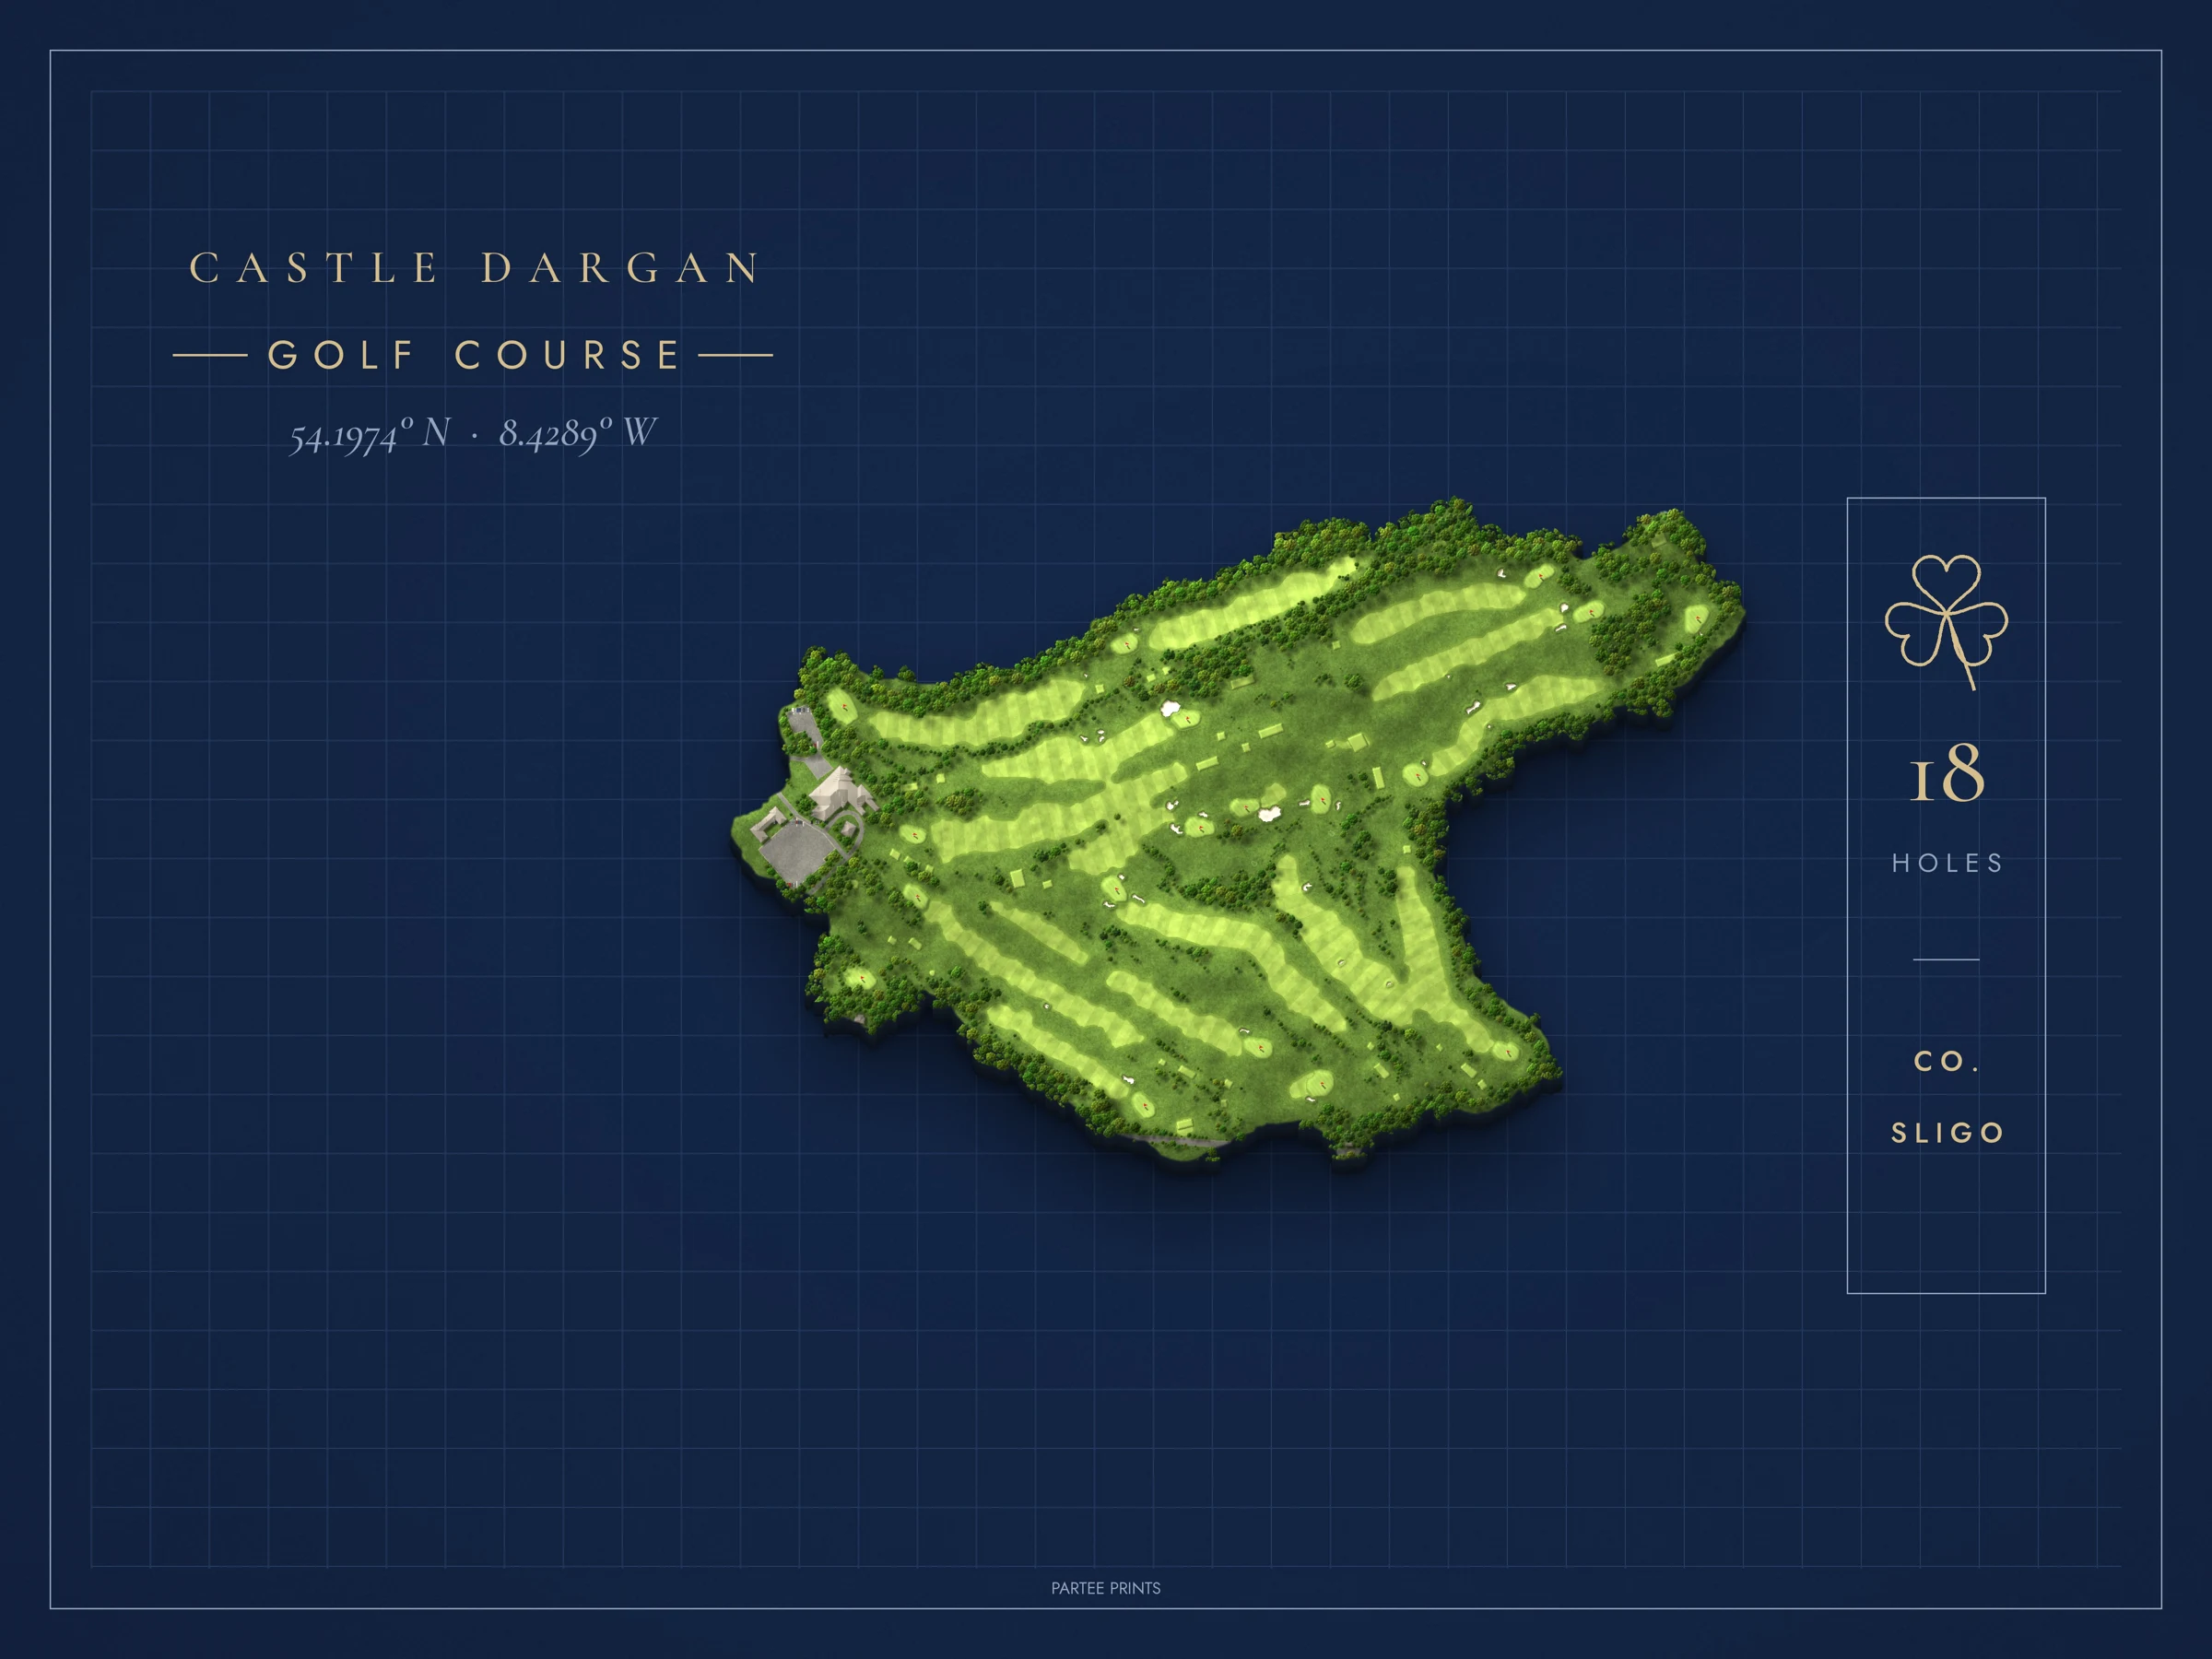 CASTLE DARGAN
GOLF COURSE
54.1974° N · 8.4289° W
18
HOLES
CO.
SLIGO
PARTEE PRINTS